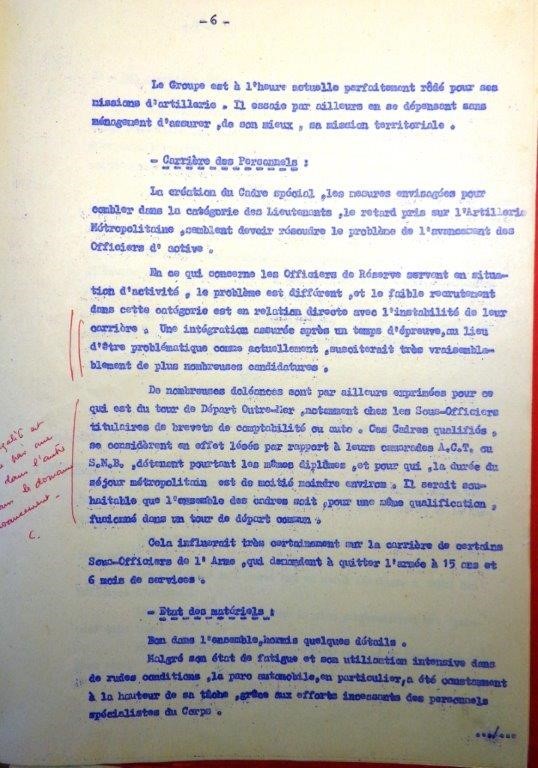 -6-
Le Groupe est à l'heure actuelle parfaitement rôdé pour ses
missions d'artillerie . Il essaie par ailleurs en se dépensant sans
ménagement d'assurer ,de son mieux , sa mission territoriale .
- Carrière des Personnels :
La création du Cadre spécial ,les mesures envisagées pour
combler dans la catégorie des Lieutenants , le retard pris sur l'Artillerie
Métropolitaine ,semblent devoir résoudre le problème de l'avancement des
Officiers d' active .
En ce qui concerne les Officiers de Réserve servant en situa-
tion d'activité , le problème est différent ,et le faible recrutement
dans cette catégorie est en relation directe avec l'instabilité de leur
carrière . Une intégration assurée après un temps d'épreuve,au lieu
d'être problématique comme actuellement , susciterait très vraisembla-
blement de plus nombreuses candidatures .
De nombreuses doléances sont par ailleurs exprimées pour ce
qui est du tour de Départ Outre-Mer , notamment chez les Sous-Officiers
titulaires de brevets de comptabilité ou auto . Ces Cadres qualifiés ,
se considèrent en effet lésés par rapport à leurs camarades A.C.T. ou
S.M.B. ,détenant pourtant les mêmes diplômes , et pour qui , la durée du
séjour métropolitain est de moitié moindre environ . Il serait sou-
haitable que l'ensemble des cadres soit , pour une même qualification ,
fusionné dans un tour de départ commun .
Cela influerait très certainement sur la carrière de certains
Sous-Officiers de l' Arme , qui demandent à quitter l'armée à 15 ans et
6 mois de services .
- Etat des matériels :
Bon dans l'ensemble,hormis quelques détails .
Malgré son état de fatigue et son utilisation intensive dans
de rudes conditions , le parc automobile,en particulier,a été constamment
à la hauteur de sa tâche ,grâce aux efforts incessants des personnels
spécialistes du Corps .
.../...
dans l'autre
le domaine
C.